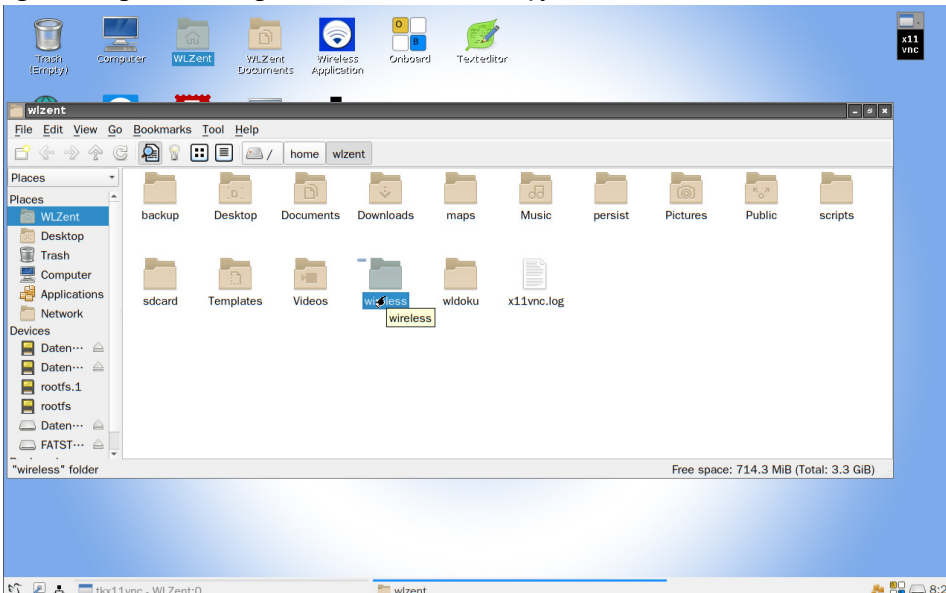 x11
vnc
Trash
(Empty)
Computer
WLZent
WLZent
Documents
Wireless
Application
O
B
Onboard
Texteditor
wlzent
File Edit View Go Bookmarks Tool Help
/ home wlzent
Places
Places
WLZent
Desktop
Trash
Computer
Applications
Network
Devices
Daten···
Daten···
rootfs.1
rootfs
Daten···
FATST···
backup Desktop Documents Downloads maps Music persist Pictures Public scripts
sdcard Templates Videos wireless wldoku x11vnc.log
wireless
"wireless" folder
Free space: 714.3 MiB (Total: 3.3 GiB)
tkx11vnc - WLZent:0
wlzent